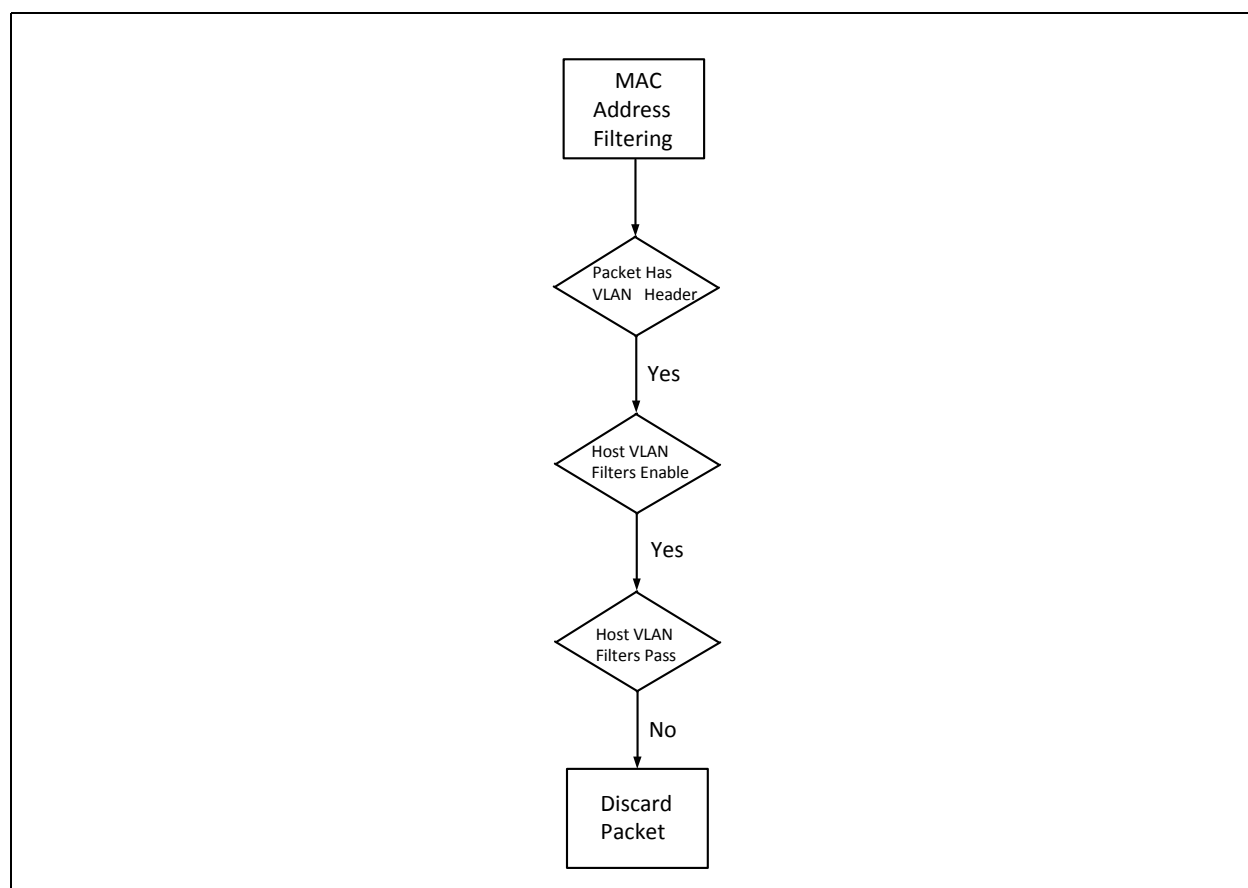 MAC
Address
Filtering
Packet Has
VLAN Header
Yes
Host VLAN
Filters Enable
Yes
Host VLAN
Filters Pass
No
Discard
Packet